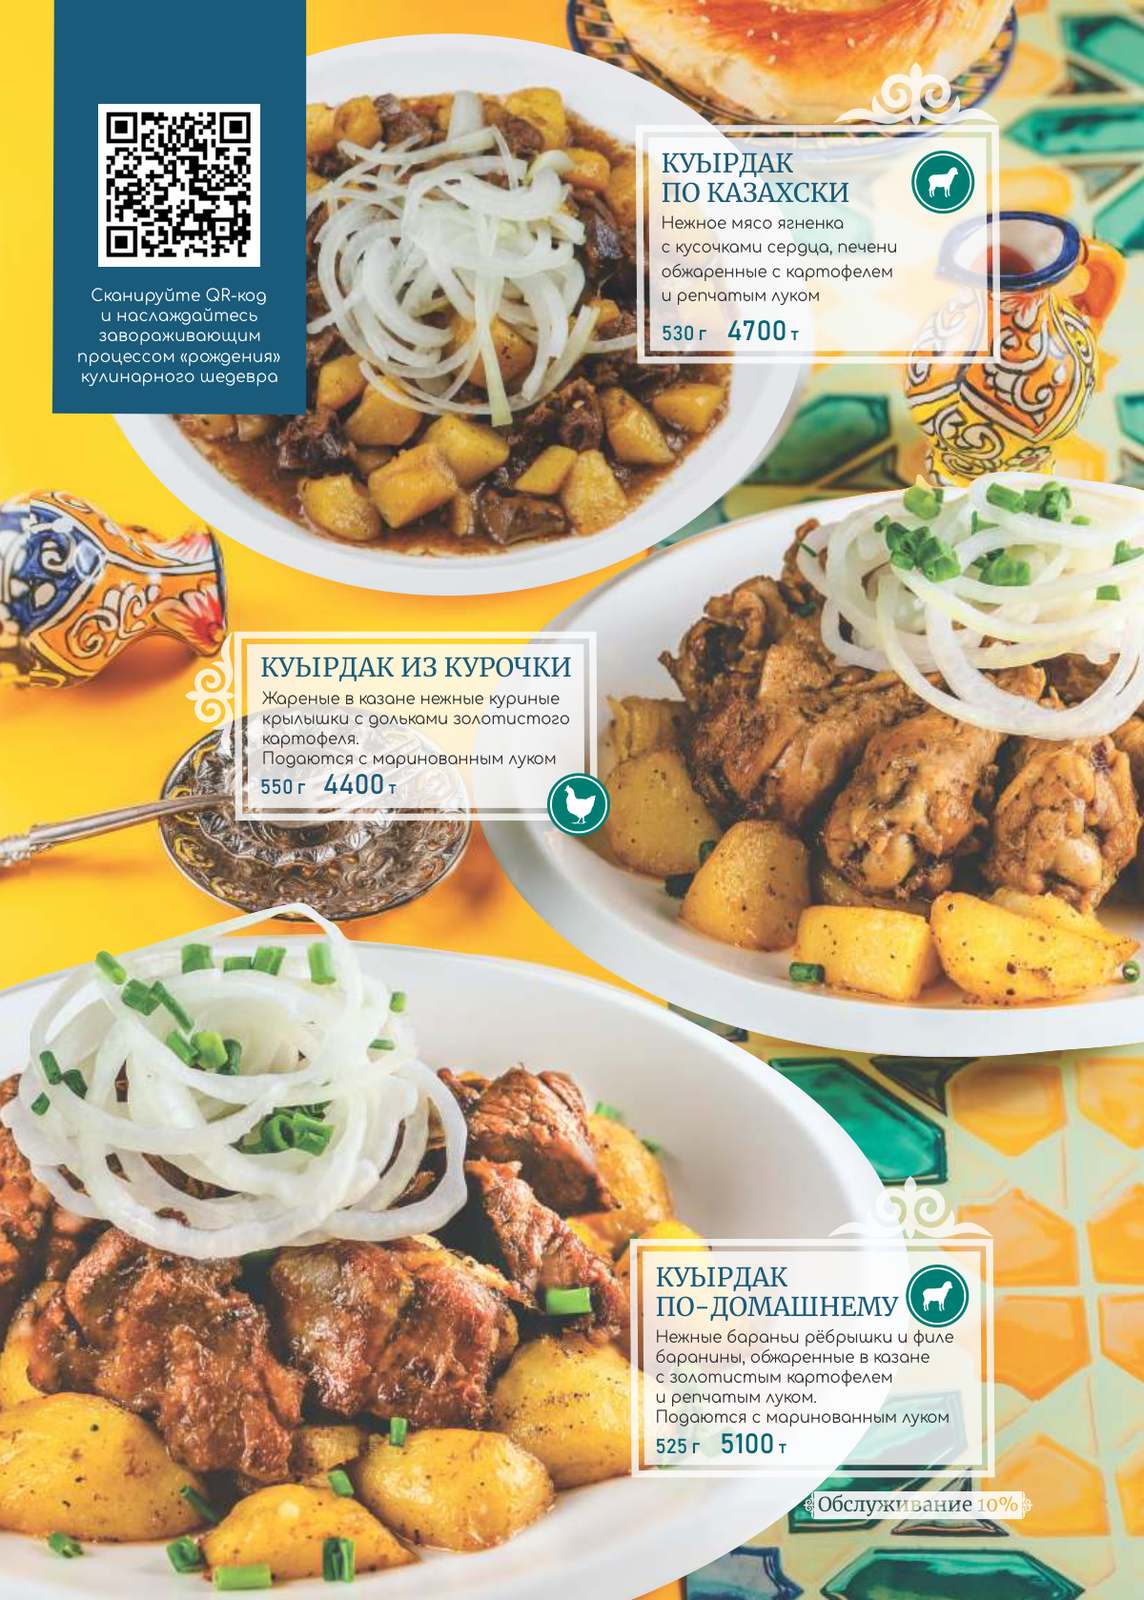 Сканируйте QR-код
и наслаждайтесь
завораживающим
процессом «рождения»
кулинарного шедевра
КУЫРДАК
ПО КАЗАХСКИ
Нежное мясо ягненка
с кусочками сердца, печени
обжаренные с картофелем
и репчатым луком
530 г 4700 т
КУЫРДАК ИЗ КУРОЧКИ
Жареные в казане нежные куриные
крылышки с дольками золотистого
картофеля.
Подаются с маринованным луком
550 г 4400 т
КУЫРДАК
ПО-ДОМАШНЕМУ
Нежные бараньи рёбрышки и филе
баранины, обжаренные в казане
с золотистым картофелем
и репчатым луком.
Подаются с маринованным луком
525 г 5100 т
Обслуживание 10%